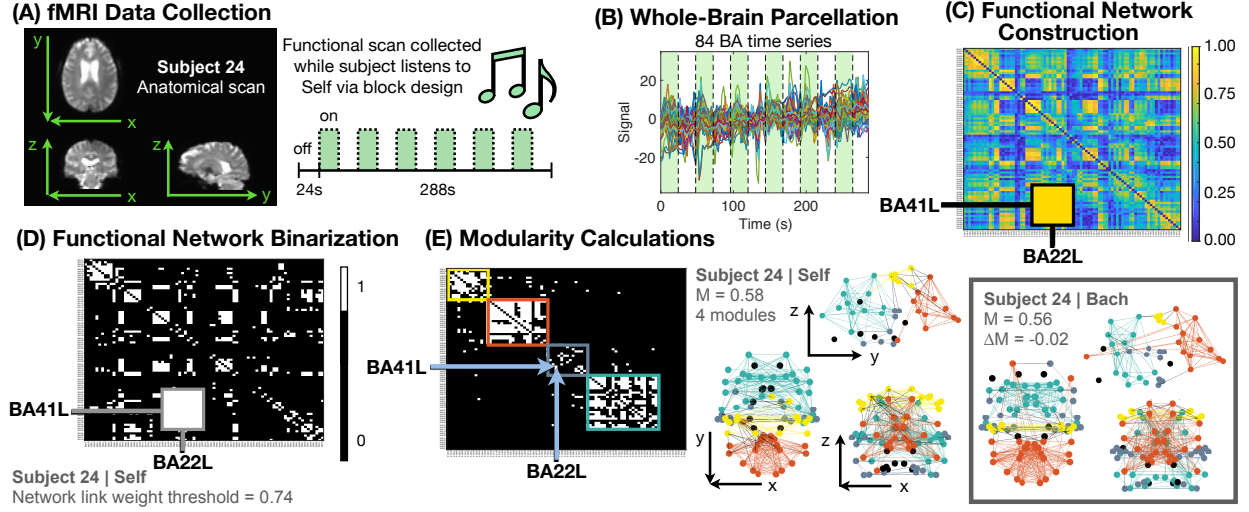 (A) fMRI Data Collection
y
x
Subject 24
Anatomical scan
z
x
z
y
Functional scan collected
while subject listens to
Self via block design
on
off
24s
288s
(B) Whole-Brain Parcellation
84 BA time series
Signal
20
0
-20
0
100
200
Time (s)
(C) Functional Network
Construction
1.00
0.75
0.50
0.25
0.00
BA41L
BA22L
(D) Functional Network Binarization
1
0
BA41L
BA22L
Subject 24 | Self
Network link weight threshold = 0.74
(E) Modularity Calculations
BA41L
BA22L
Subject 24 | Self
M = 0.58
4 modules
z
y
y
x
z
x
Subject 24 | Bach
M = 0.56
ΔM = -0.02